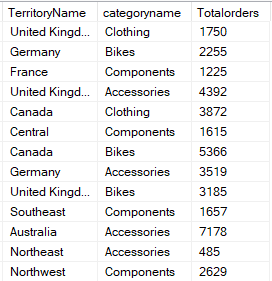 TerritoryName categoryname Totalorders
United Kingd... Clothing 1750
Germany Bikes 2255
France Components 1225
United Kingd... Accessories 4392
Canada Clothing 3872
Central Components 1615
Canada Bikes 5366
Germany Accessories 3519
United Kingd... Bikes 3185
Southeast Components 1657
Australia Accessories 7178
Northeast Accessories 485
Northwest Components 2629